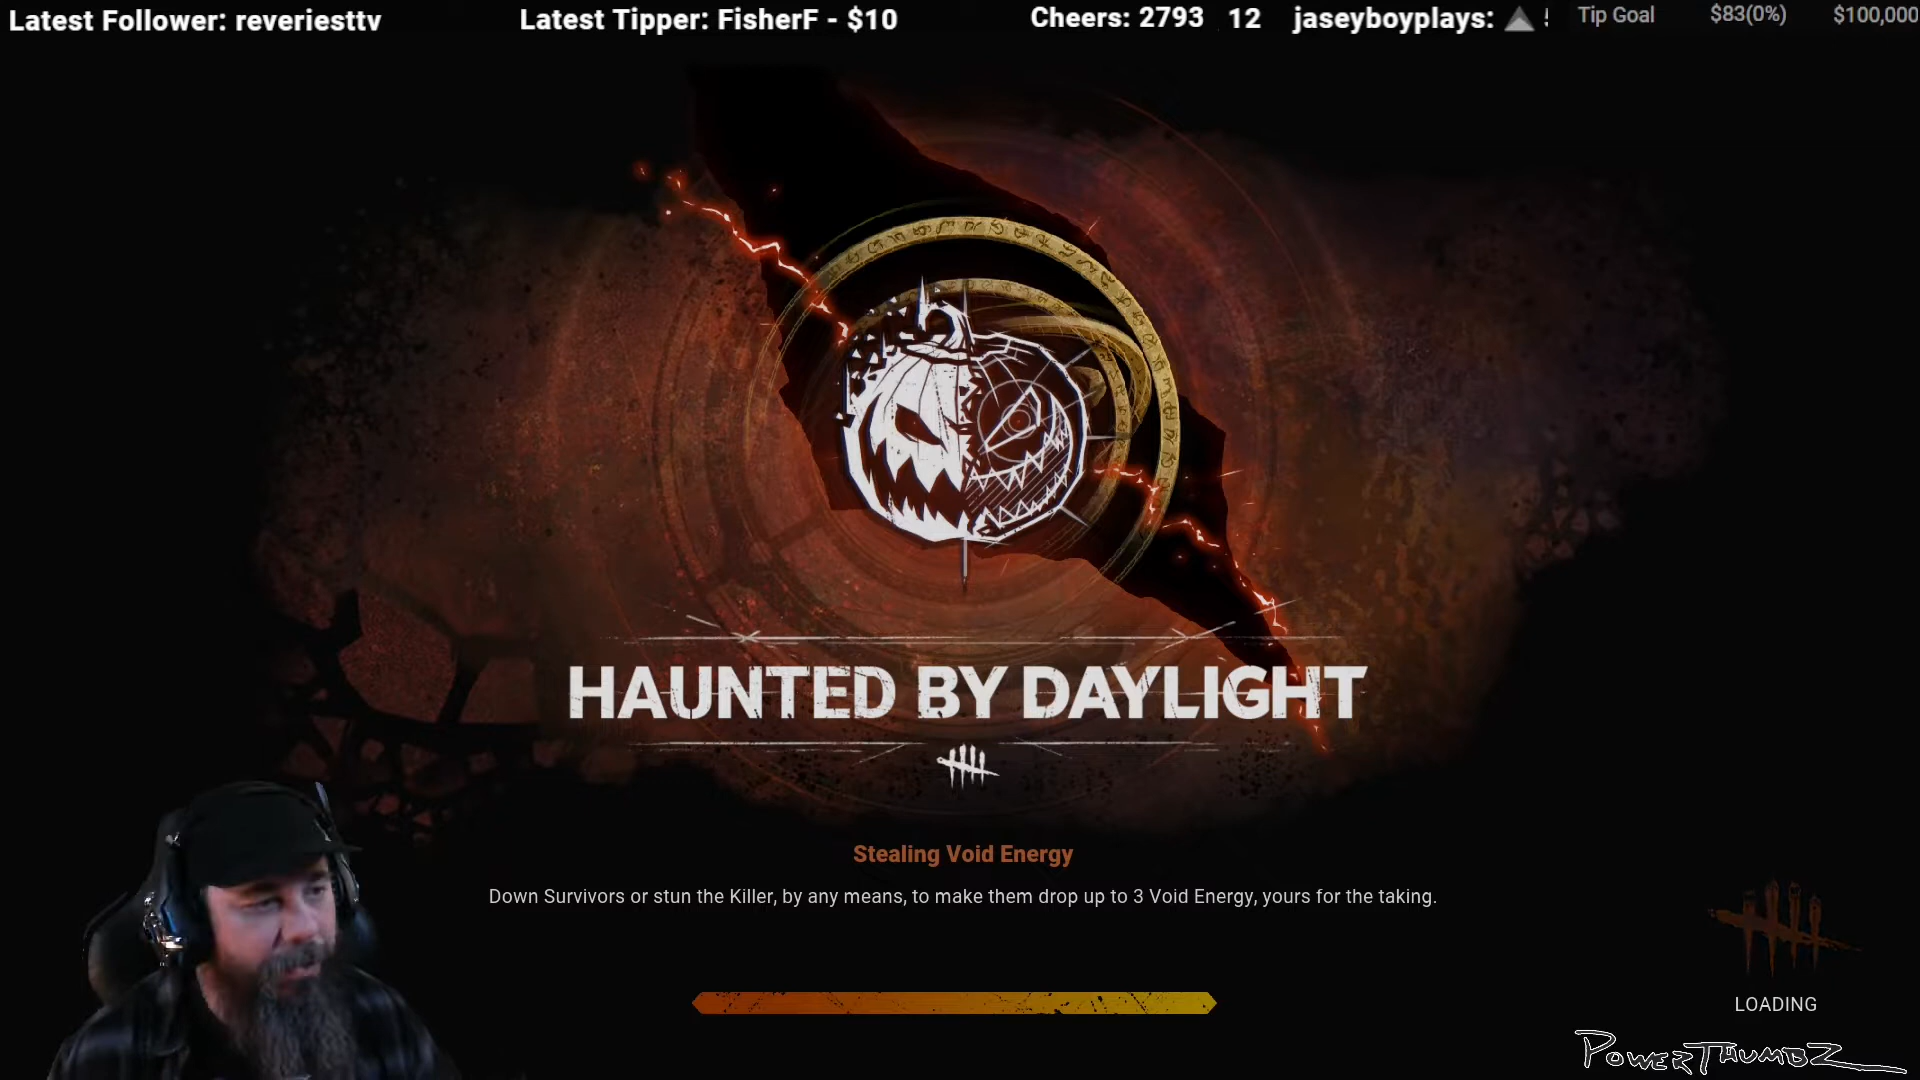 Latest Follower: reveriesttv
Latest Tipper: FisherF - $10
Cheers: 2793
12
jaseyboyplays:
Tip Goal
$83(0%)
$100,000
HAUNTED BY DAYLIGHT
Stealing Void Energy
Down Survivors or stun the Killer, by any means, to make them drop up to 3 Void Energy, yours for the taking.
LOADING
POWERTHUMBZ